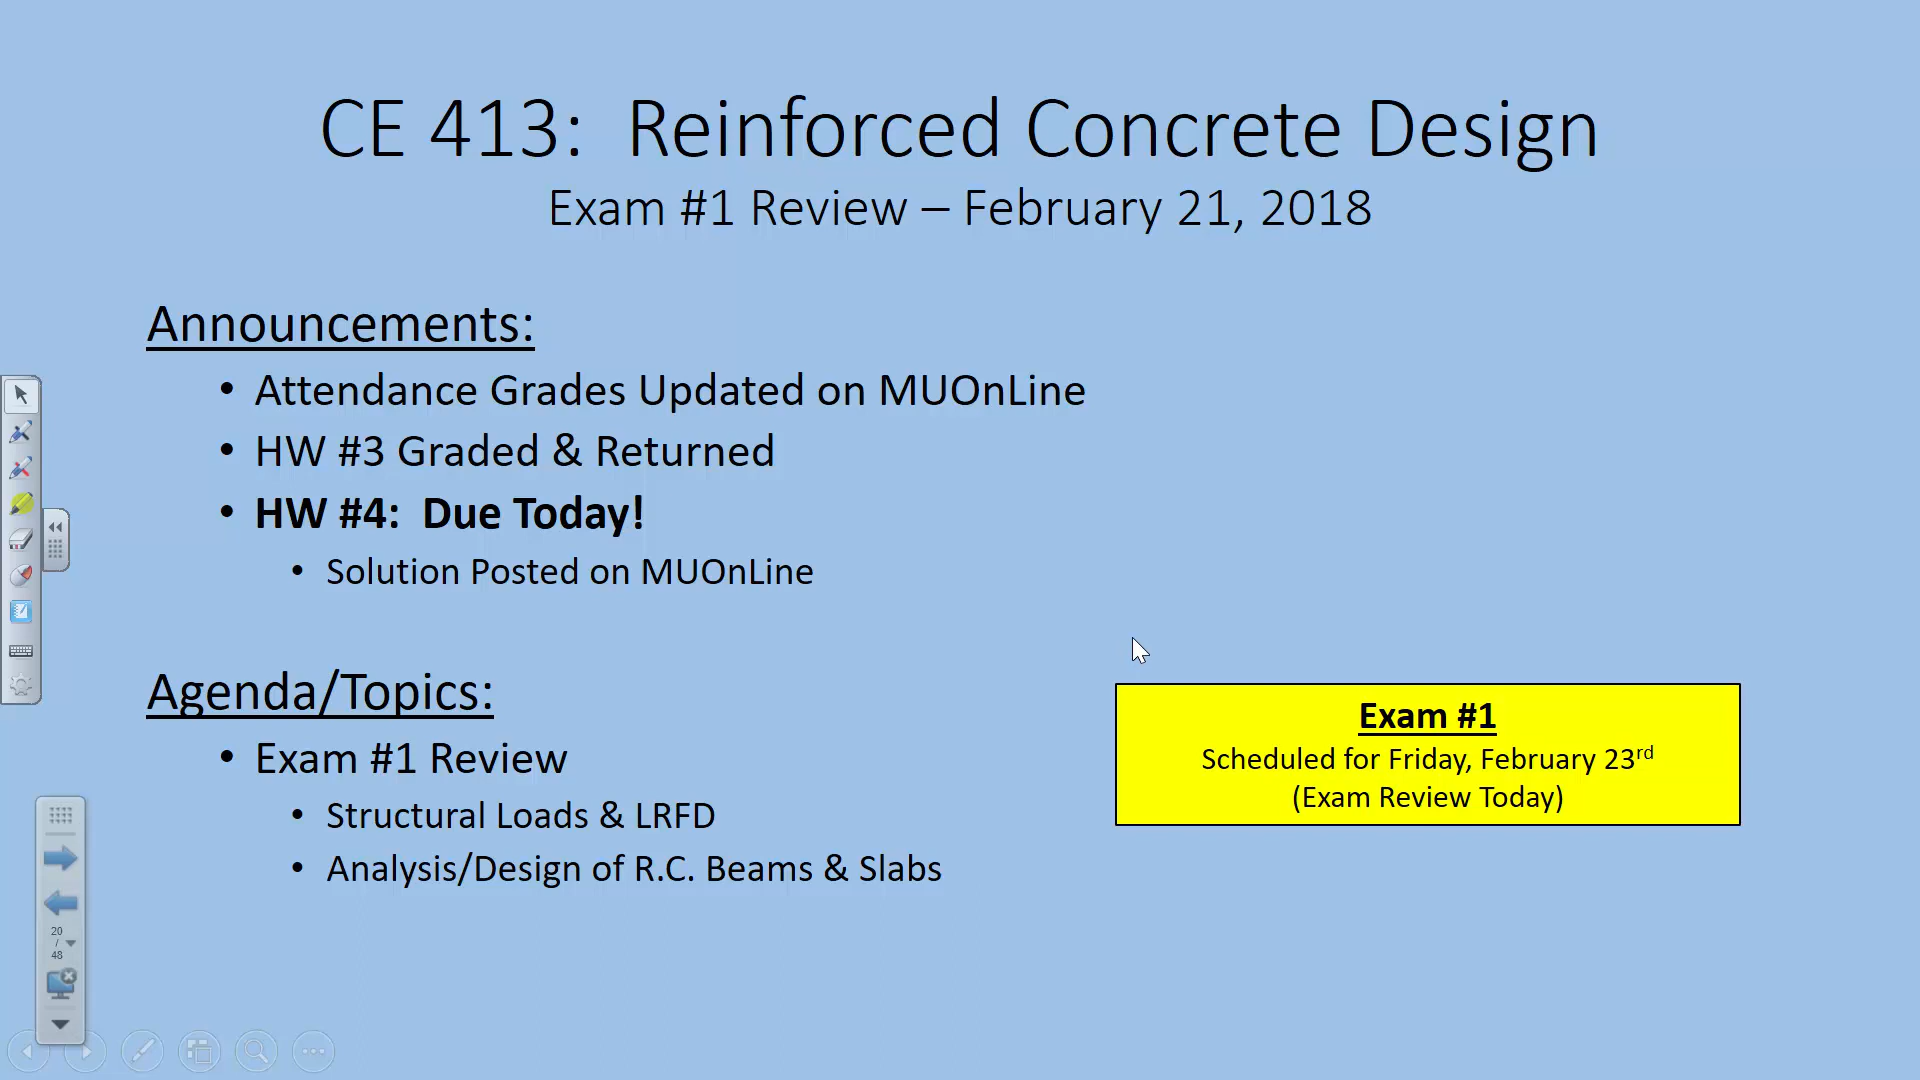 CE 413:  Reinforced Concrete Design
Exam #1 Review – February 21, 2018
Announcements:
• Attendance Grades Updated on MUOnLine
• HW #3 Graded & Returned
• HW #4:  Due Today!
• Solution Posted on MUOnLine
Agenda/Topics:
• Exam #1 Review
• Structural Loads & LRFD
• Analysis/Design of R.C. Beams & Slabs
Exam #1
Scheduled for Friday, February 23rd
(Exam Review Today)
20
/
48